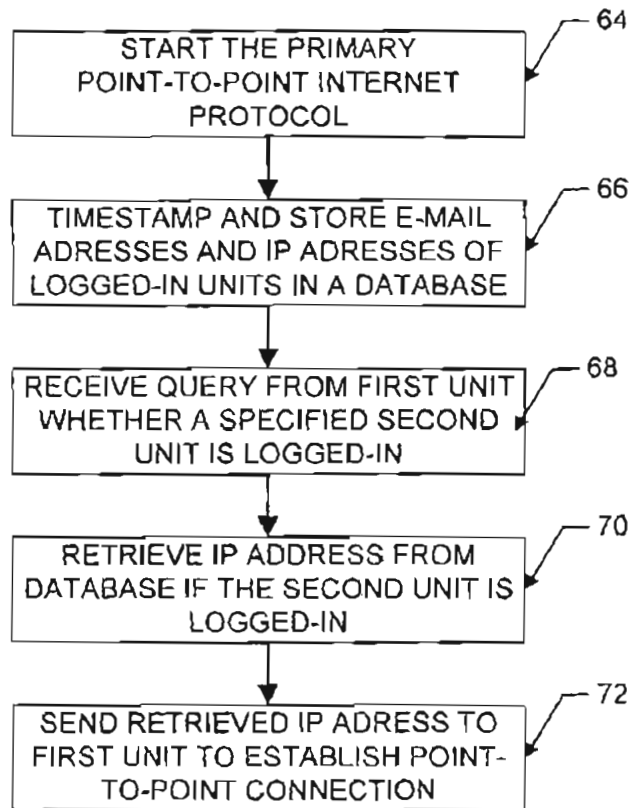 64
START THE PRIMARY
POINT-TO-POINT INTERNET
PROTOCOL
66
TIMESTAMP AND STORE E-MAIL
ADRESSES AND IP ADRESSES OF
LOGGED-IN UNITS IN A DATABASE
68
RECEIVE QUERY FROM FIRST UNIT
WHETHER A SPECIFIED SECOND
UNIT IS LOGGED-IN
70
RETRIEVE IP ADDRESS FROM
DATABASE IF THE SECOND UNIT IS
LOGGED-IN
72
SEND RETRIEVED IP ADRESS TO
FIRST UNIT TO ESTABLISH POINT-
TO-POINT CONNECTION